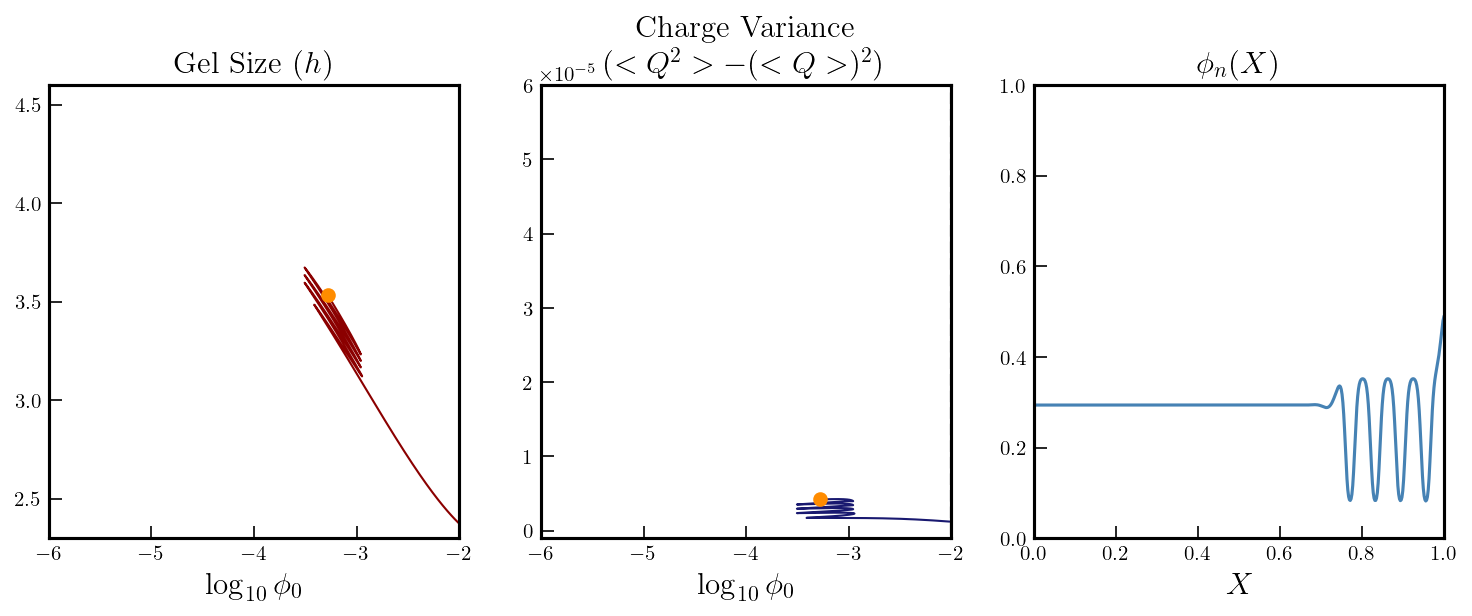 Gel Size (h)
4.5
4.0
3.5
3.0
2.5
−6 −5 −4 −3 −2
log₁₀ ϕ₀
Charge Variance
(< Q² > −(< Q >)²)
×10⁻⁵
6
5
4
3
2
1
0
−6 −5 −4 −3 −2
log₁₀ ϕ₀
ϕₙ(X)
1.0
0.8
0.6
0.4
0.2
0.0
0.0 0.2 0.4 0.6 0.8 1.0
X